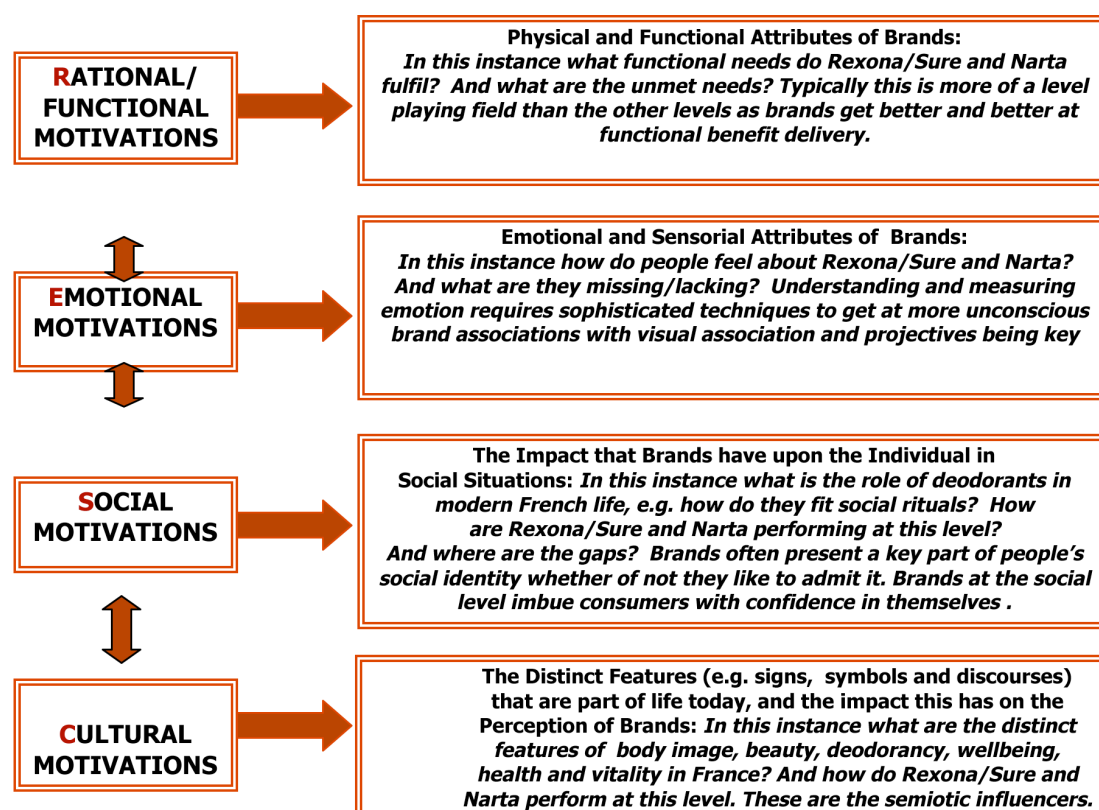 RATIONAL/
FUNCTIONAL
MOTIVATIONS
Physical and Functional Attributes of Brands:
In this instance what functional needs do Rexona/Sure and Narta
fulfil? And what are the unmet needs? Typically this is more of a level
playing field than the other levels as brands get better and better at
functional benefit delivery.
EMOTIONAL
MOTIVATIONS
Emotional and Sensorial Attributes of Brands:
In this instance how do people feel about Rexona/Sure and Narta?
And what are they missing/lacking? Understanding and measuring
emotion requires sophisticated techniques to get at more unconscious
brand associations with visual association and projectives being key
SOCIAL
MOTIVATIONS
The Impact that Brands have upon the Individual in
Social Situations: In this instance what is the role of deodorants in
modern French life, e.g. how do they fit social rituals? How
are Rexona/Sure and Narta performing at this level?
And where are the gaps? Brands often present a key part of people's
social identity whether of not they like to admit it. Brands at the social
level imbue consumers with confidence in themselves .
CULTURAL
MOTIVATIONS
The Distinct Features (e.g. signs, symbols and discourses)
that are part of life today, and the impact this has on the
Perception of Brands: In this instance what are the distinct
features of body image, beauty, deodorancy, wellbeing,
health and vitality in France? And how do Rexona/Sure and
Narta perform at this level. These are the semiotic influencers.